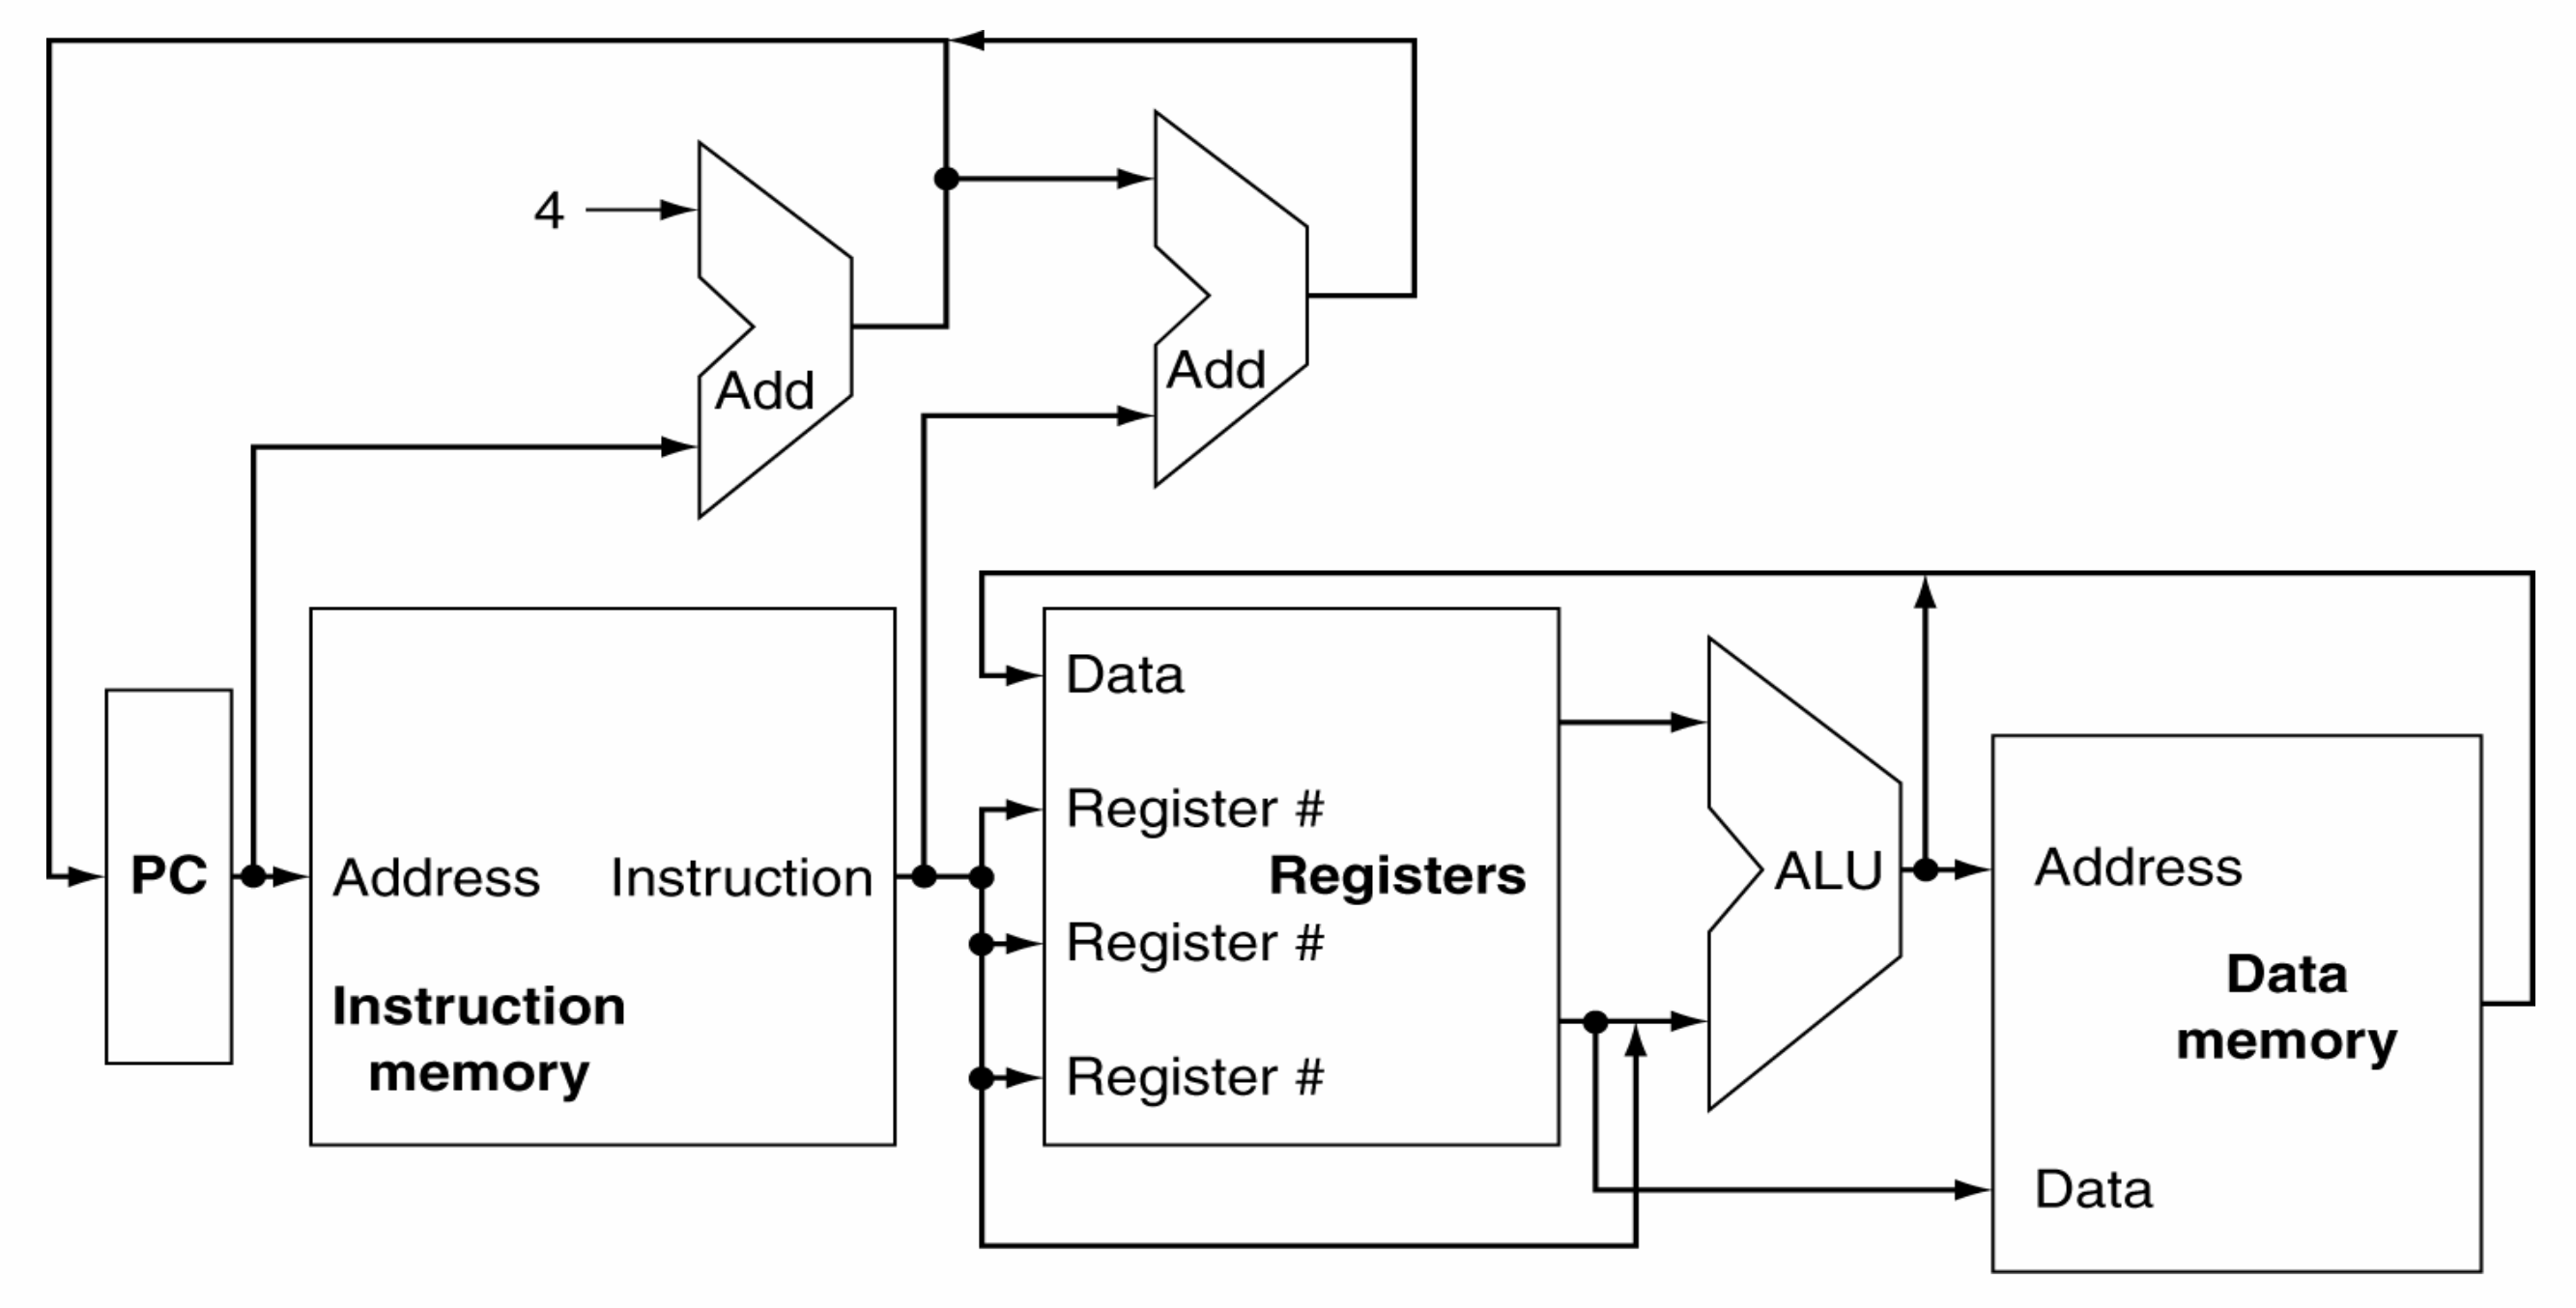 4
Add
Add
Data
Register #
PC
Address
Instruction
Registers
ALU
Address
Register #
Data
memory
Instruction
memory
Register #
Data